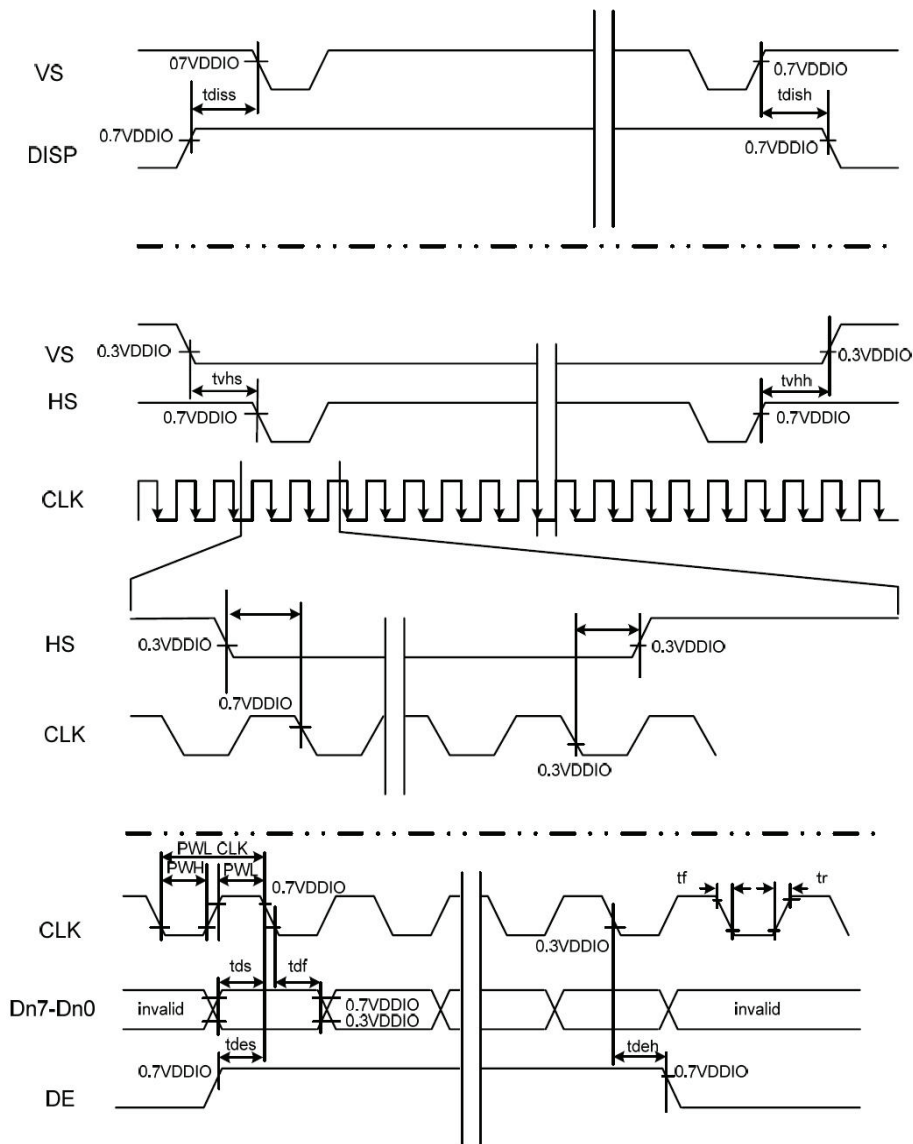 VS
07VDDIO
0.7VDDIO
tdiss
tdish
0.7VDDIO
0.7VDDIO
DISP
VS
0.3VDDIO
0.3VDDIO
tvhs
tvhh
HS
0.7VDDIO
0.7VDDIO
CLK
HS
0.3VDDIO
0.3VDDIO
0.7VDDIO
CLK
0.3VDDIO
PWL CLK
PWH
PWL
0.7VDDIO
tf
tr
CLK
0.3VDDIO
tds
tdf
Dn7-Dn0
invalid
0.7VDDIO
0.3VDDIO
invalid
tdes
tdeh
0.7VDDIO
0.7VDDIO
DE